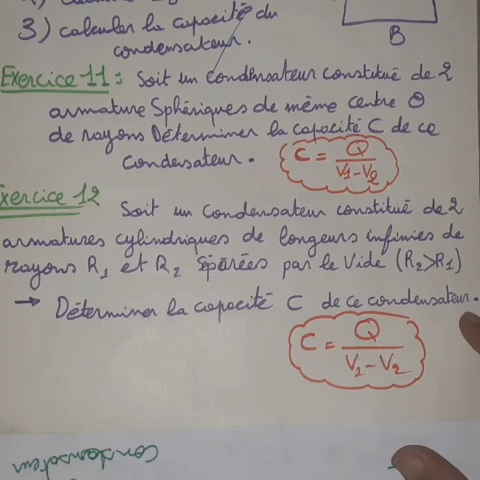 3) calculer la capacité du
condensateur.
B
Exercice 11: Soit un condensateur constitué de 2
armature sphériques de même centre O
de rayons Déterminer la capacité C de ce
condensateur.
C = Q / V1-V2
Exercice 12
Soit un condensateur constitué de 2
armatures cylindriques de longeurs infinies de
rayons R1 et R2 séparées par le vide (R2>R1)
→ Déterminer la capacité C de ce condensateur.
C = Q / V1-V2
condensateur